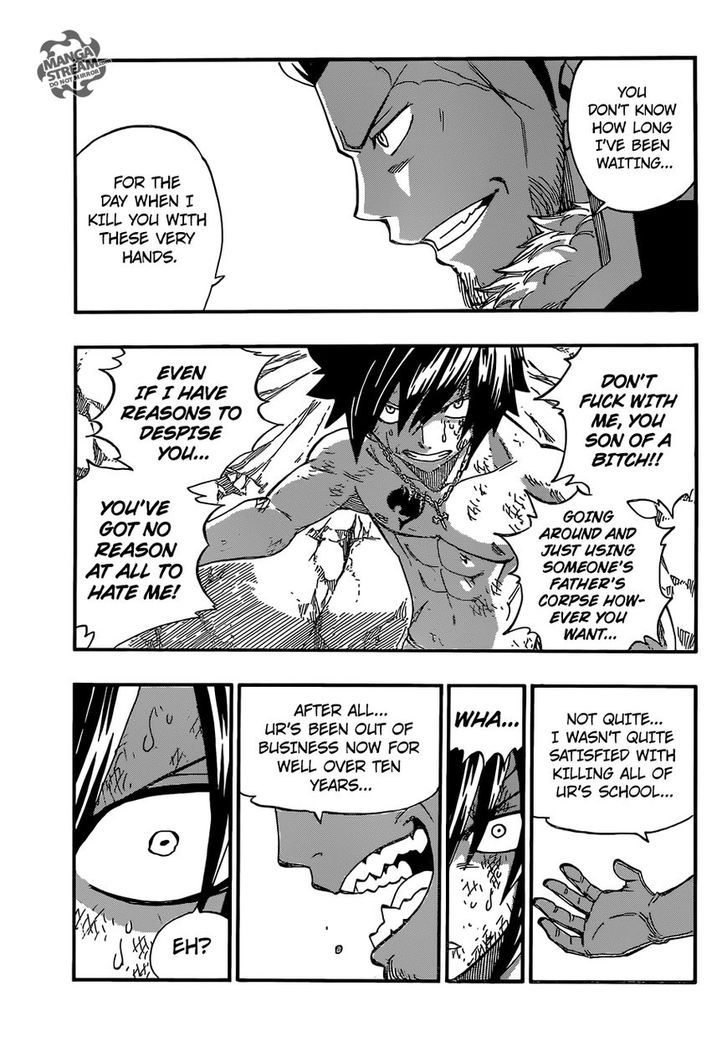 MANGA
STREAM
DO NOT MIRROR
YOU
DON'T KNOW
HOW LONG
I'VE BEEN
WAITING...
FOR THE
DAY WHEN I
KILL YOU WITH
THESE VERY
HANDS.
DON'T
FUCK WITH
ME, YOU
SON OF A
BITCH!!
GOING
AROUND AND
JUST USING
SOMEONE'S
FATHER'S
CORPSE HOW-
EVER YOU
WANT...
EVEN
IF I HAVE
REASONS TO
DESPISE
YOU...
YOU'VE
GOT NO
REASON
AT ALL TO
HATE ME!
NOT QUITE...
I WASN'T QUITE
SATISFIED WITH
KILLING ALL OF
UR'S SCHOOL...
WHA...
AFTER ALL...
UR'S BEEN OUT OF
BUSINESS NOW FOR
WELL OVER TEN
YEARS...
EH?